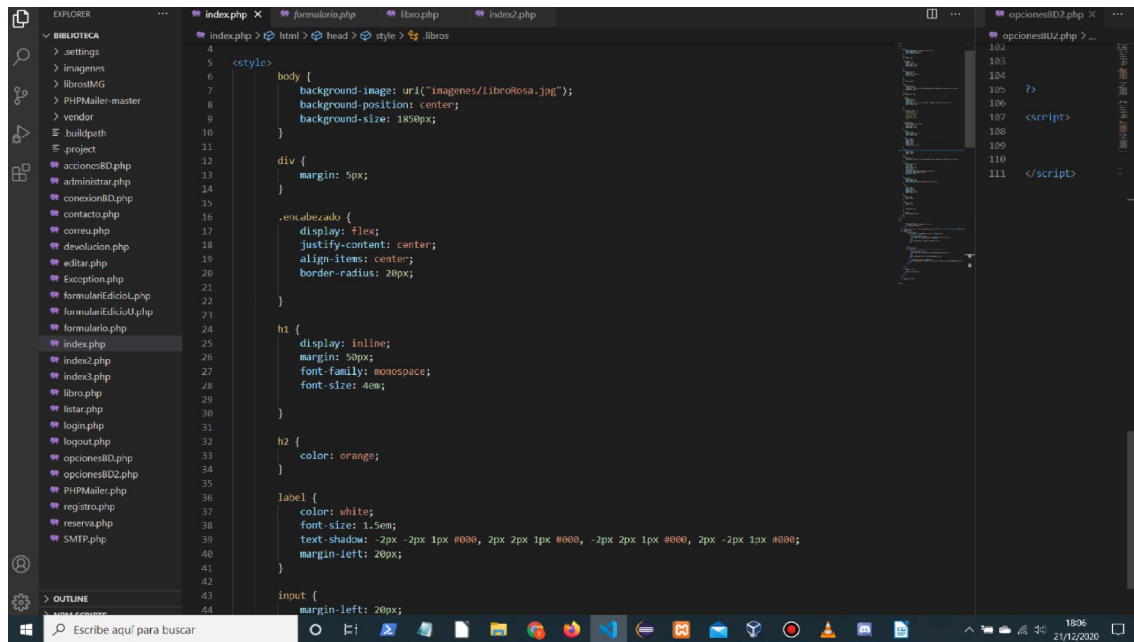 EXPLORER
BIBLIOTECA
.settings
imagenes
librosIMG
PHPMailer-master
vendor
.buildpath
.project
accionesBD.php
administrar.php
conexionBD.php
contacto.php
correu.php
devolucion.php
editar.php
Exception.php
formulariEdicioL.php
formulariEdicioU.php
formulario.php
index.php
index2.php
index3.php
libro.php
listar.php
login.php
logout.php
opcionesBD.php
opcionesBD2.php
PHPMailer.php
registro.php
reserva.php
SMTP.php
OUTLINE
NPM SCRIPTS
index.php × formulario.php libro.php index2.php
index.php > html > head > style > .libros
4
5 <style>
6 body {
7 background-image: url("imagenes/libroRosa.jpg");
8 background-position: center;
9 background-size: 1850px;
10 }
11
12 div {
13 margin: 5px;
14 }
15
16 .encabezado {
17 display: flex;
18 justify-content: center;
19 align-items: center;
20 border-radius: 20px;
21
22 }
23
24 h1 {
25 display: inline;
26 margin: 50px;
27 font-family: monospace;
28 font-size: 4em;
29
30 }
31
32 h2 {
33 color: orange;
34 }
35
36 label {
37 color: white;
38 font-size: 1.5em;
39 text-shadow: -2px -2px 1px #000, 2px 2px 1px #000, -2px 2px 1px #000, 2px -2px 1px #000;
40 margin-left: 20px;
41 }
42
43 input {
44 margin-left: 20px;
opcionesBD2.php ×
opcionesBD2.php > ...
102
103
104
105 ?>
106
107 <script>
108
109
110
111 </script>
Escribe aquí para buscar
18:06
21/12/2020